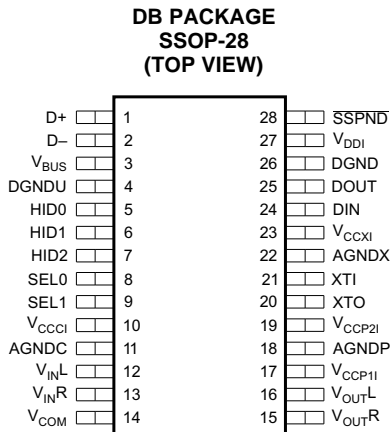 DB PACKAGE
SSOP-28
(TOP VIEW)
D+ 1 28 SSPND
D– 2 27 VDDI
VBUS 3 26 DGND
DGNDU 4 25 DOUT
HID0 5 24 DIN
HID1 6 23 VCCXI
HID2 7 22 AGNDX
SEL0 8 21 XTI
SEL1 9 20 XTO
VCCCI 10 19 VCCP2I
AGNDC 11 18 AGNDP
VINL 12 17 VCCP1I
VINR 13 16 VOUTL
VCOM 14 15 VOUTR